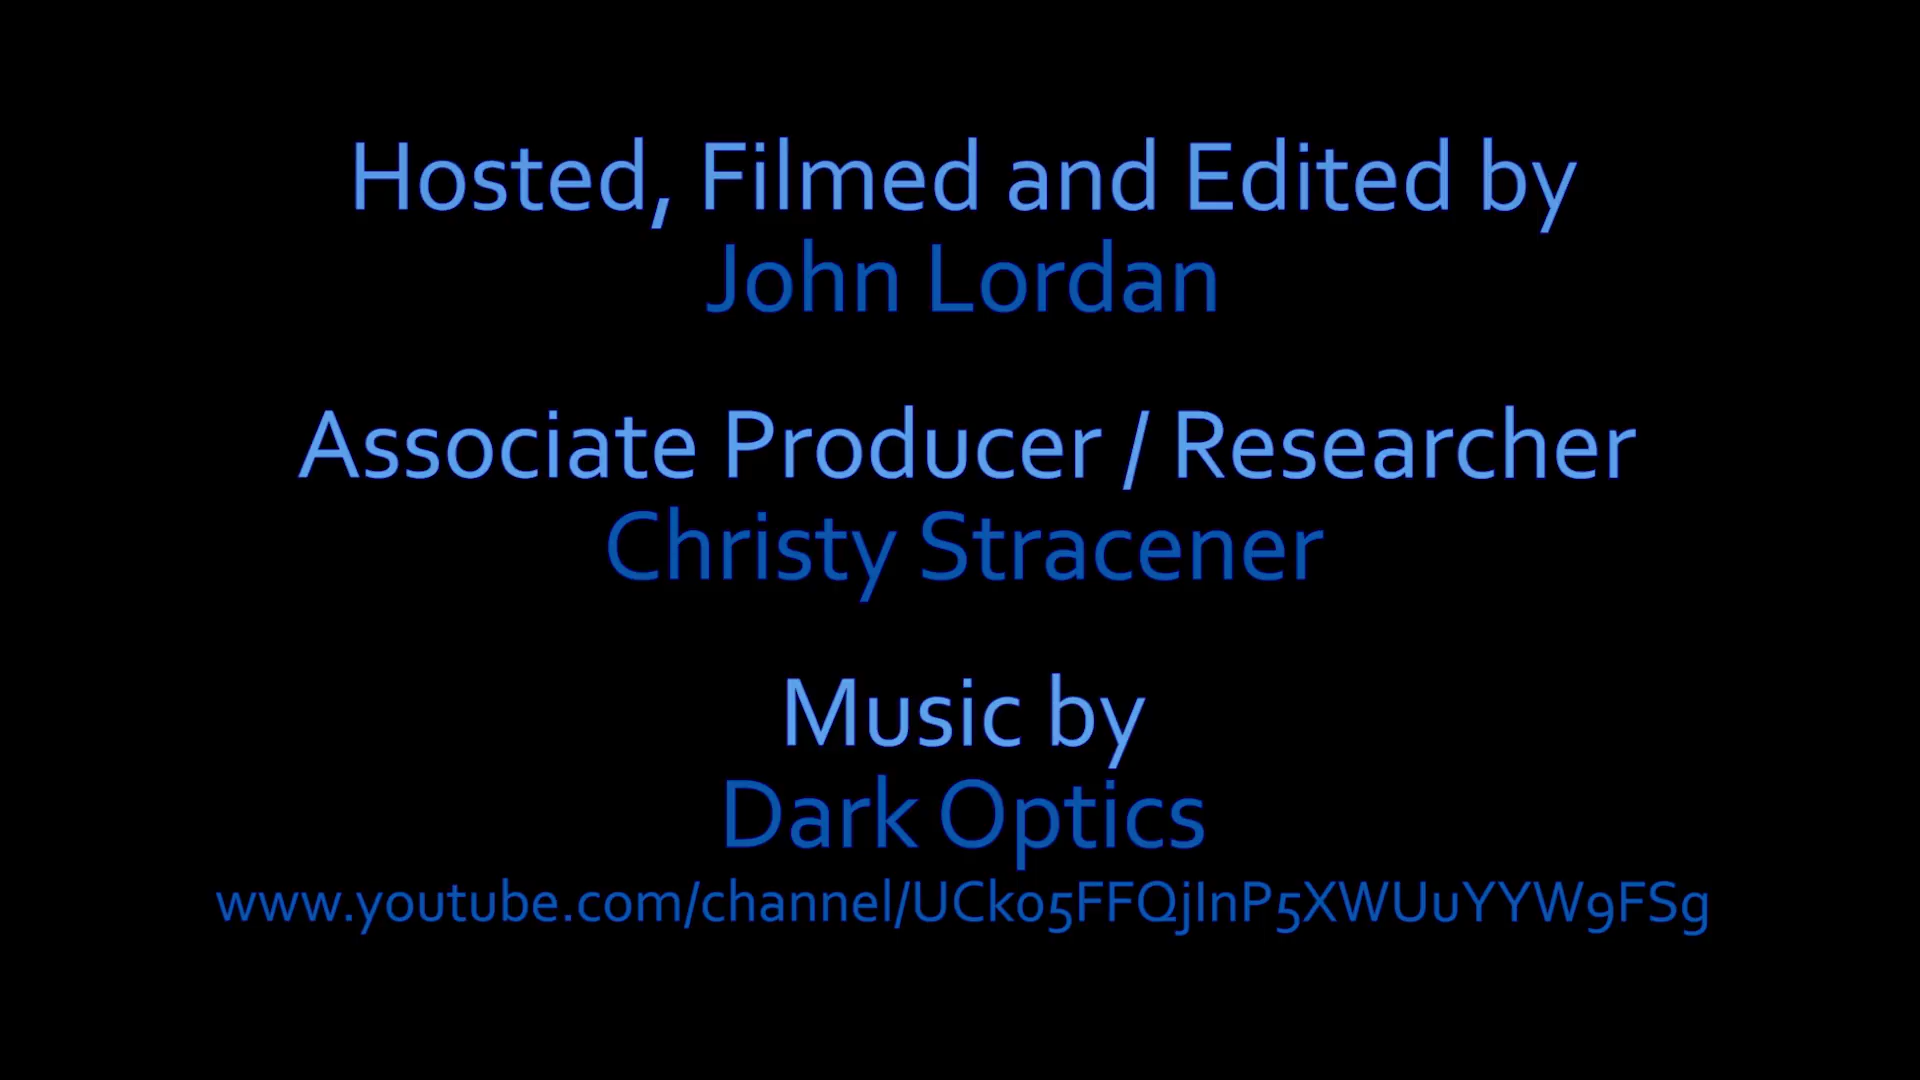 Hosted, Filmed and Edited by
John Lordan
Associate Producer / Researcher
Christy Stracener
Music by
Dark Optics
www.youtube.com/channel/UCko5FFQjInP5XWUuYYW9FSg